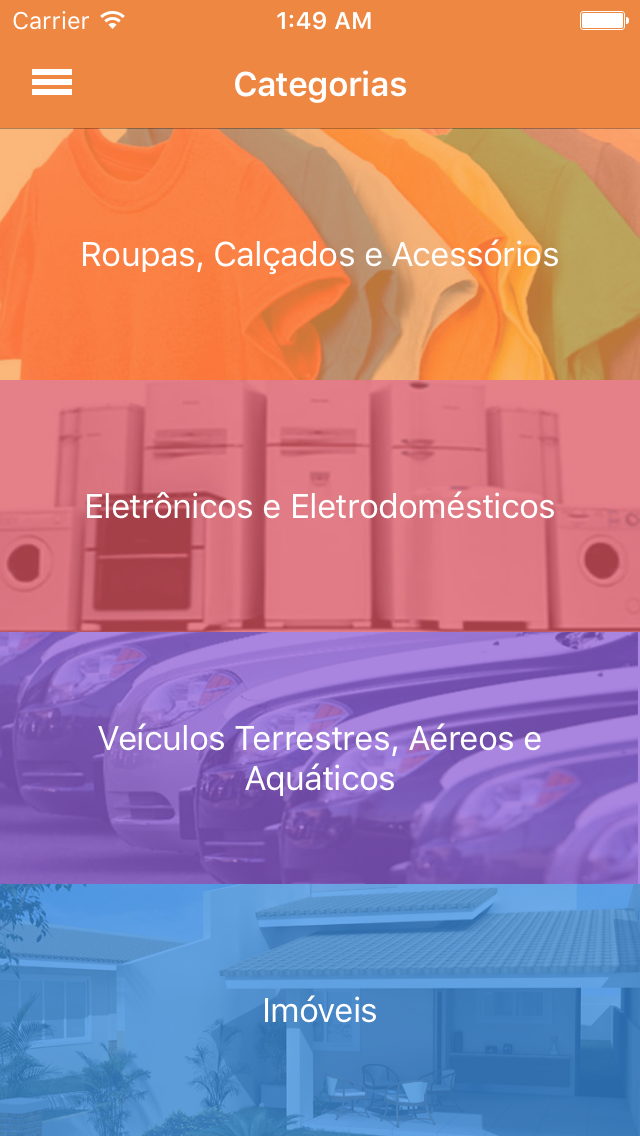 Carrier 1:49 AM
Categorias
Roupas, Calçados e Acessórios
Eletrônicos e Eletrodomésticos
Veículos Terrestres, Aéreos e
Aquáticos
Imóveis